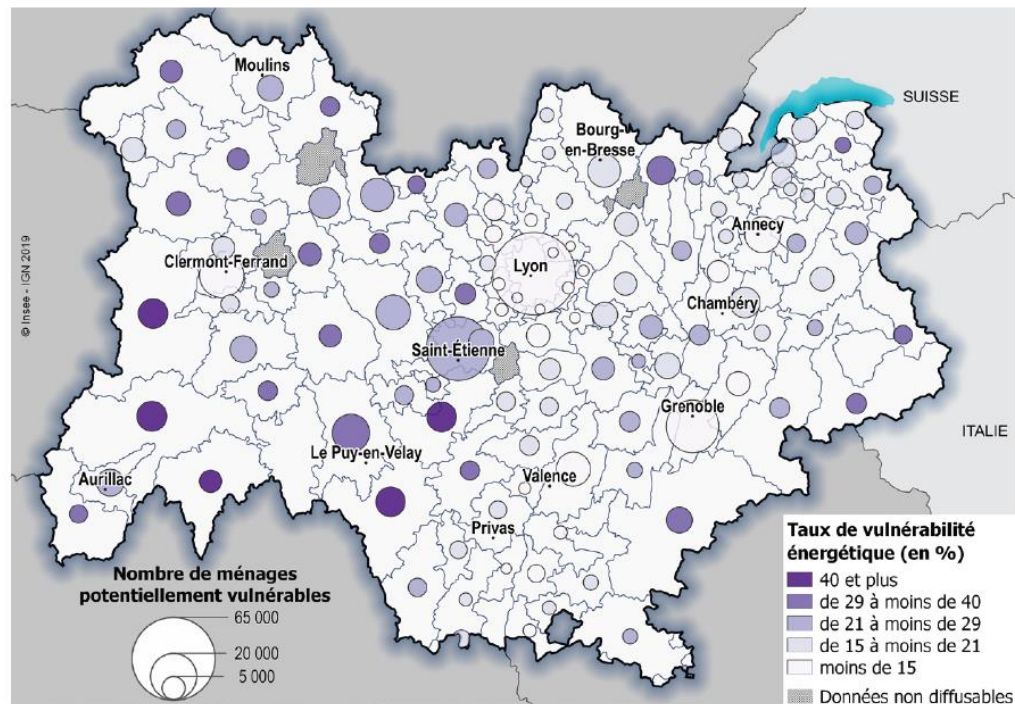 Moulins
SUISSE
Bourg-
en-Bresse
Annecy
Clermont-Ferrand
Lyon
Chambéry
© Insee - IGN 2019
Saint-Étienne
Grenoble
ITALIE
Le Puy-en-Velay
Aurillac
Valence
Privas
Nombre de ménages
potentiellement vulnérables
65 000
20 000
5 000
Taux de vulnérabilité
énergétique (en %)
40 et plus
de 29 à moins de 40
de 21 à moins de 29
de 15 à moins de 21
moins de 15
Données non diffusables